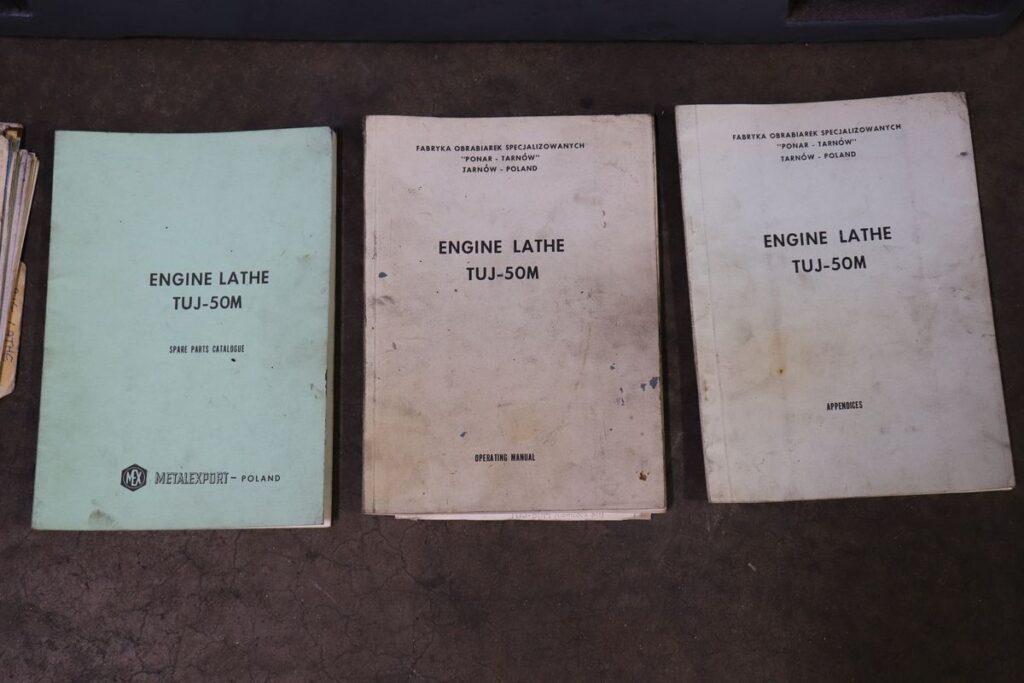 ENGINE LATHE
TUJ-50M
SPARE PARTS CATALOGUE
MEX METALEXPORT - POLAND
FABRYKA OBRABIAREK SPECJALIZOWANYCH
"PONAR - TARNÓW"
TARNÓW - POLAND
ENGINE LATHE
TUJ-50M
OPERATING MANUAL
FABRYKA OBRABIAREK SPECJALIZOWANYCH
"PONAR - TARNÓW"
TARNÓW - POLAND
ENGINE LATHE
TUJ-50M
APPENDICES